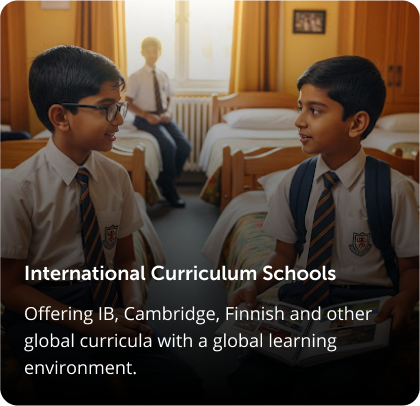 International Curriculum Schools
Offering IB, Cambridge, Finnish and other
global curricula with a global learning
environment.